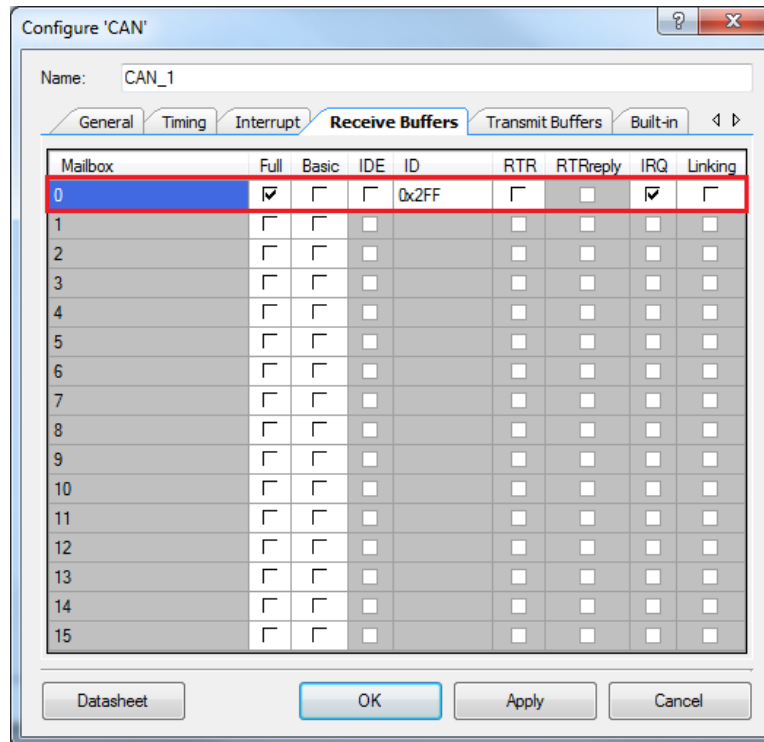 Configure 'CAN'
Name: CAN_1
General Timing Interrupt Receive Buffers Transmit Buffers Built-in
Mailbox Full Basic IDE ID RTR RTRreply IRQ Linking
0 0x2FF
1
2
3
4
5
6
7
8
9
10
11
12
13
14
15
Datasheet OK Apply Cancel